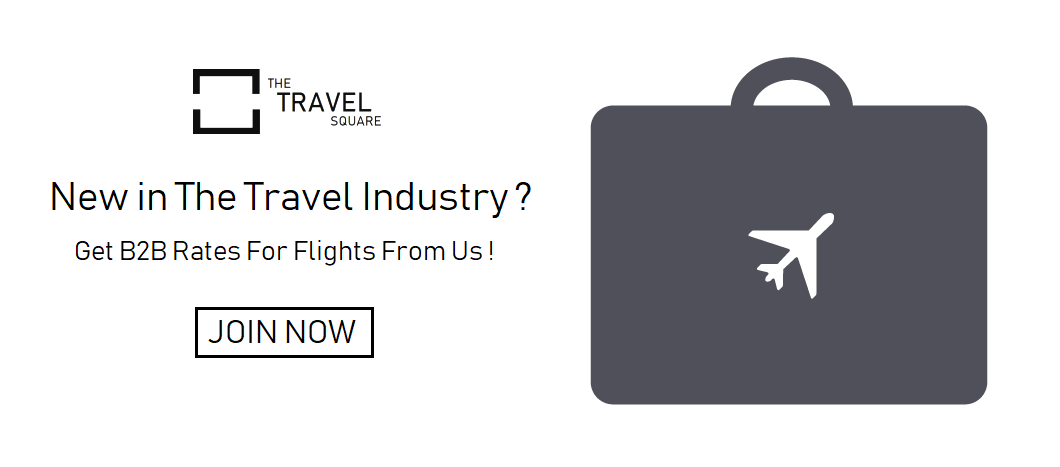 THE
TRAVEL
SQUARE
New in The Travel Industry ?
Get B2B Rates For Flights From Us !
JOIN NOW